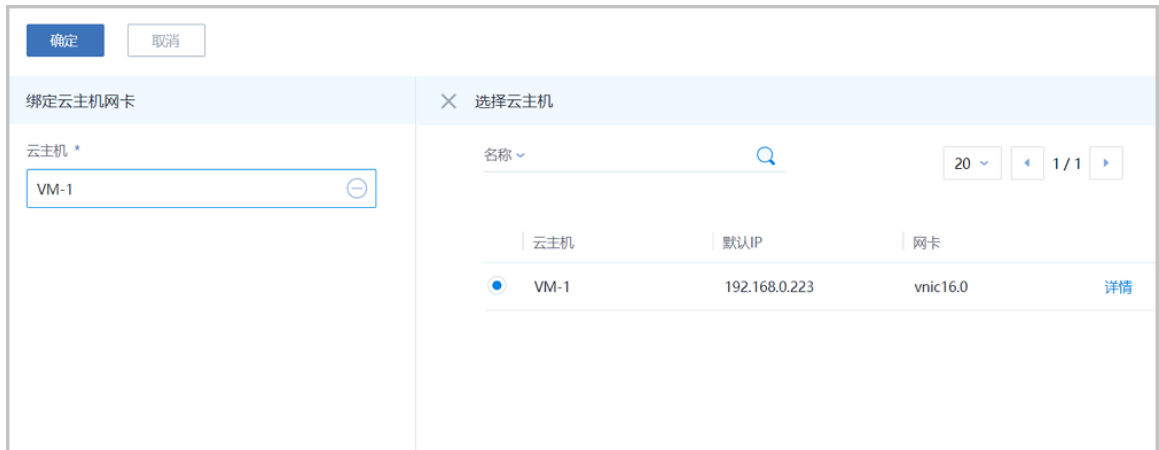 确定 取消
绑定云主机网卡
云主机 *
VM-1
选择云主机
名称
20 1 / 1
云主机 默认IP 网卡
VM-1 192.168.0.223 vnic16.0 详情